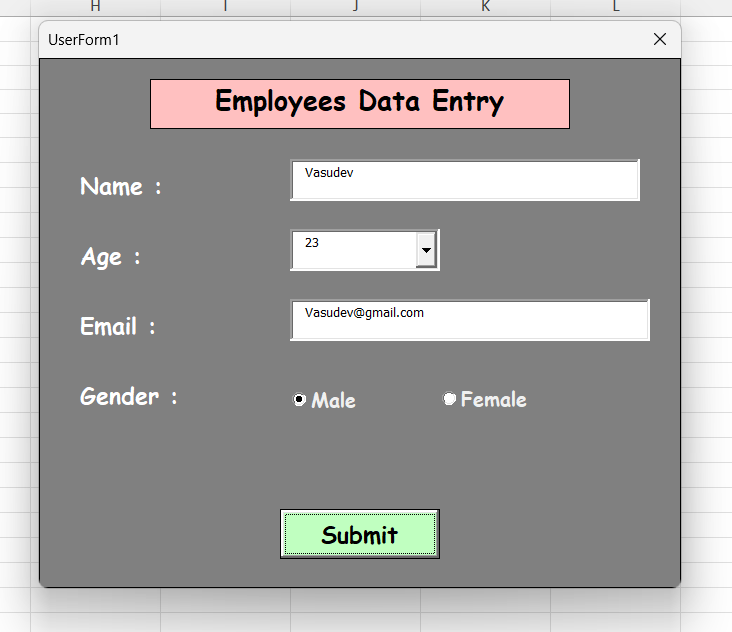 H I J K L
UserForm1
Employees Data Entry
Name : Vasudev
Age : 23
Email : Vasudev@gmail.com
Gender : Male Female
Submit